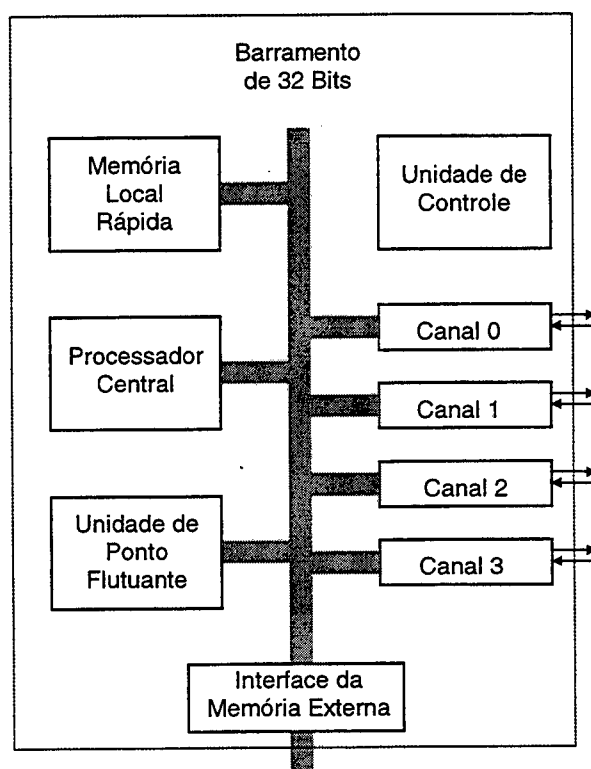 Barramento
de 32 Bits
Memória
Local
Rápida
Unidade de
Controle
Processador
Central
Canal 0
Canal 1
Canal 2
Unidade de
Ponto
Flutuante
Canal 3
Interface da
Memória Externa